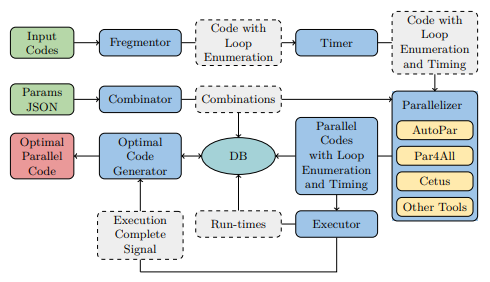 Input
Codes
Fregmentor
Code with
Loop
Enumeration
Timer
Code with
Loop
Enumeration
and Timing
Params
JSON
Combinator
Combinations
Parallelizer
AutoPar
Par4All
Cetus
Other Tools
Optimal
Parallel
Code
Optimal
Code
Generator
DB
Parallel
Codes
with Loop
Enumeration
and Timing
Execution
Complete
Signal
Run-times
Executor